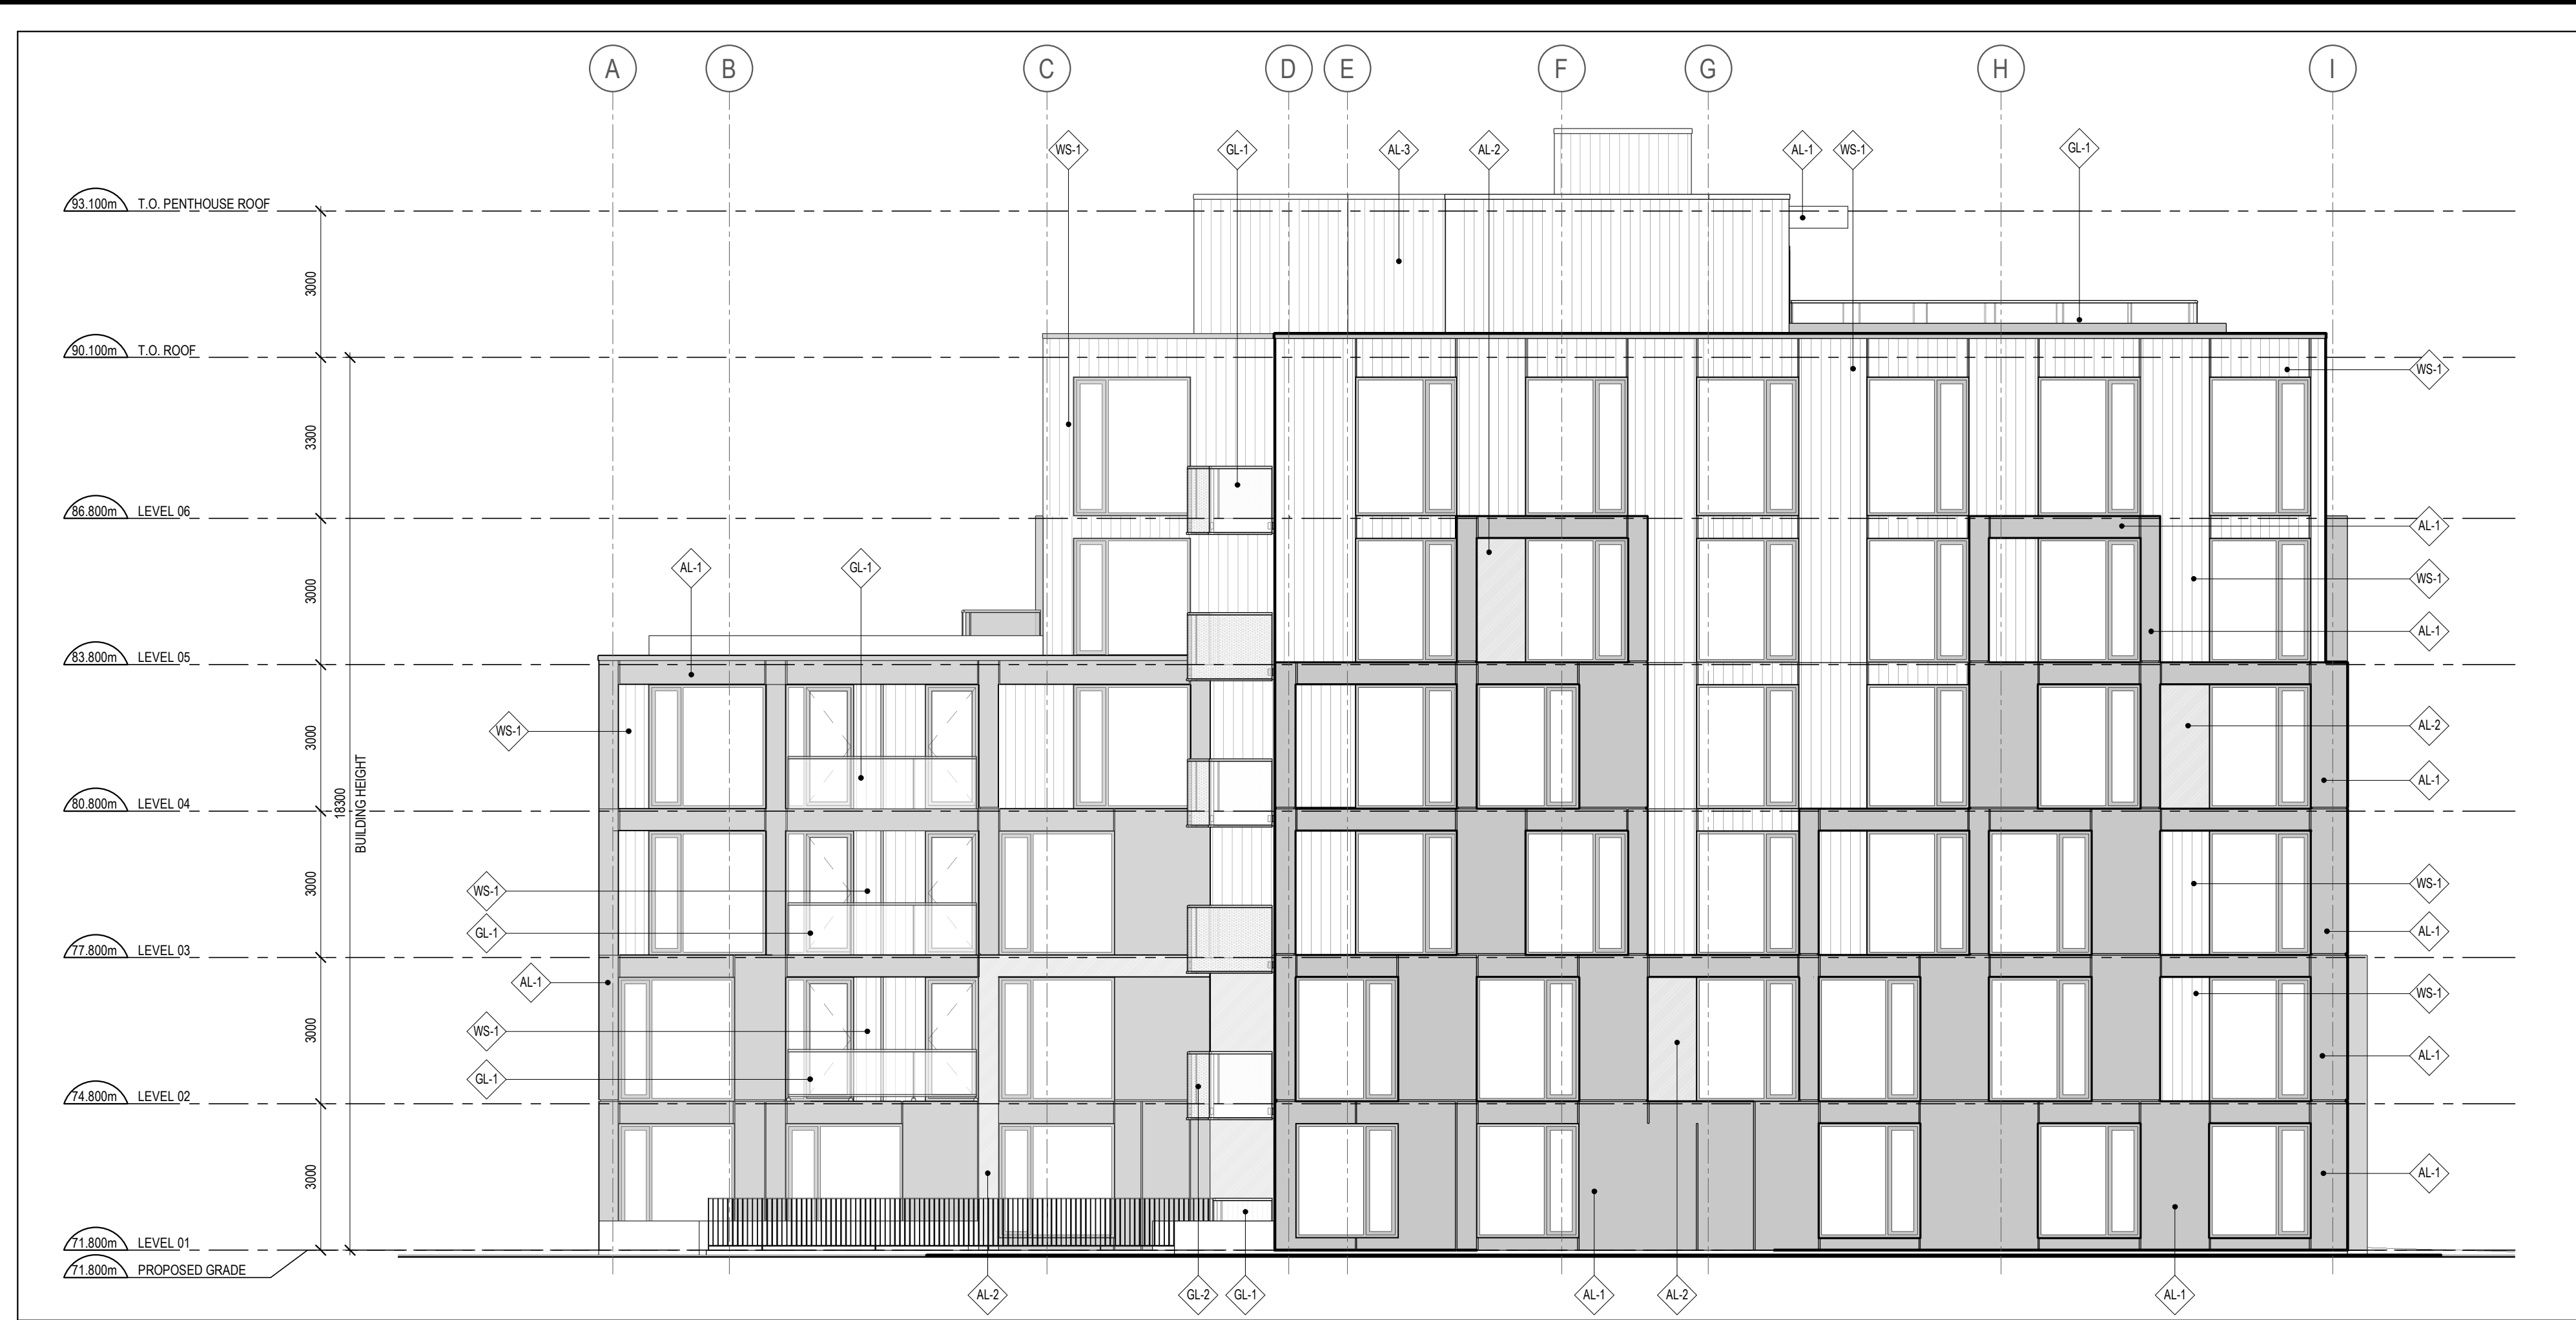 A B C D E F G H I
WS-1 GL-1 AL-3 AL-2 AL-1 WS-1 GL-1
93.100m T.O. PENTHOUSE ROOF
3000
90.100m T.O. ROOF
WS-1
3300
86.800m LEVEL 06
AL-1
AL-1 GL-1
3000
WS-1
AL-1
83.800m LEVEL 05
WS-1
3000
AL-2
AL-1
80.800m LEVEL 04
18300
BUILDING HEIGHT
WS-1
3000
WS-1
GL-1
AL-1
77.800m LEVEL 03
AL-1
WS-1
WS-1
3000
AL-1
GL-1
74.800m LEVEL 02
3000
AL-1
71.800m LEVEL 01
71.800m PROPOSED GRADE
AL-2 GL-2 GL-1 AL-1 AL-2 AL-1